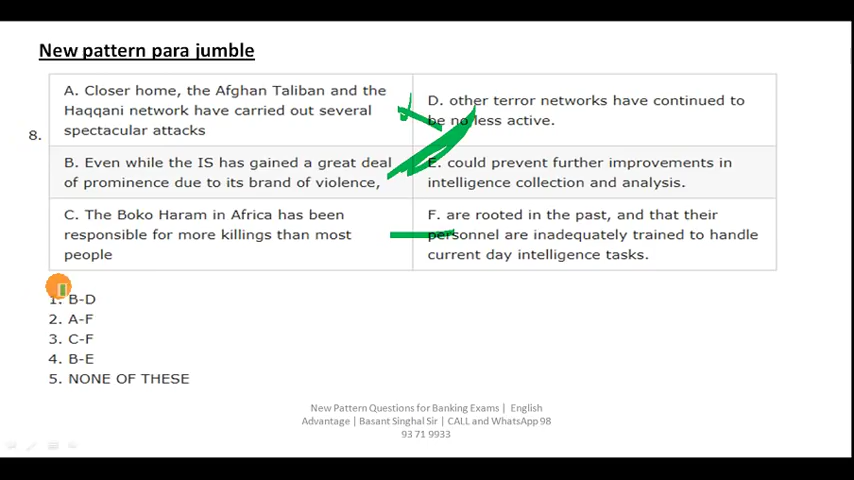 New pattern para jumble
8.
A. Closer home, the Afghan Taliban and the
Haqqani network have carried out several
spectacular attacks
D. other terror networks have continued to
be no less active.
B. Even while the IS has gained a great deal
of prominence due to its brand of violence,
E. could prevent further improvements in
intelligence collection and analysis.
C. The Boko Haram in Africa has been
responsible for more killings than most
people
F. are rooted in the past, and that their
personnel are inadequately trained to handle
current day intelligence tasks.
1. B-D
2. A-F
3. C-F
4. B-E
5. NONE OF THESE
New Pattern Questions for Banking Exams | English
Advantage | Basant Singhal Sir | CALL and WhatsApp 98
93 71 9933